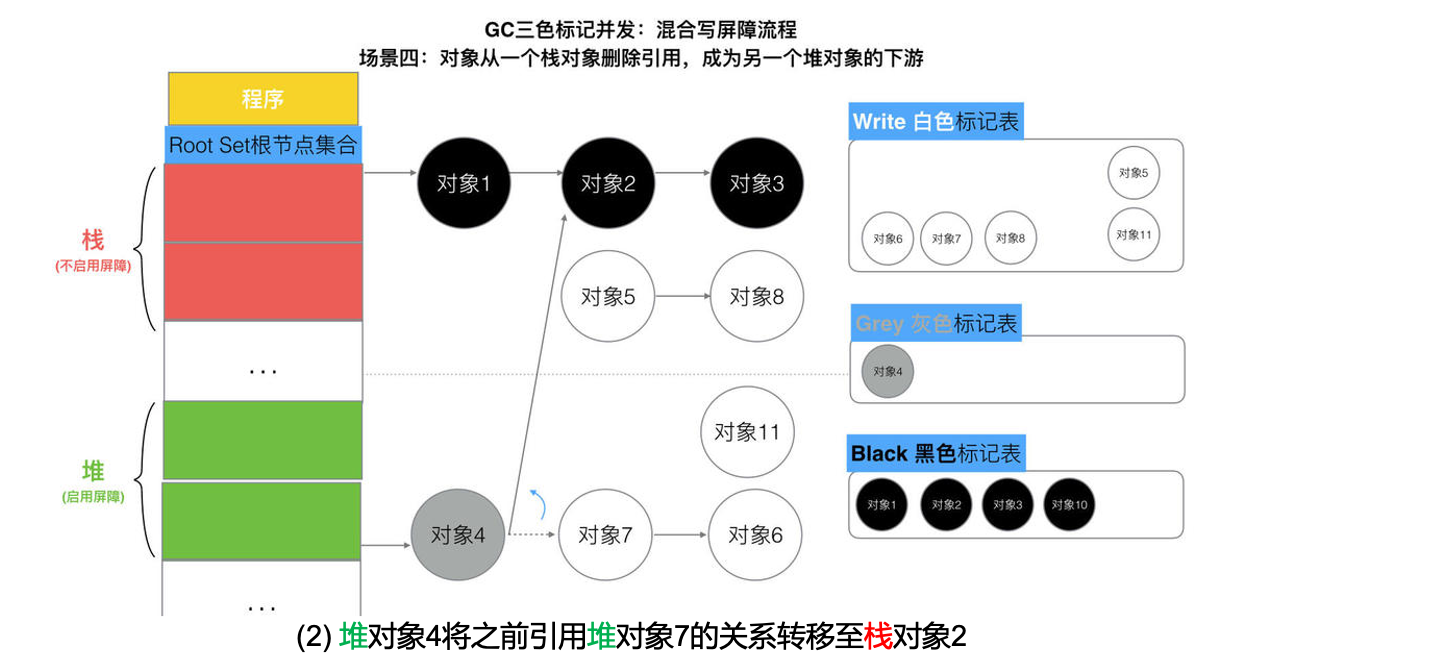 GC三色标记并发：混合写屏障流程
场景四：对象从一个栈对象删除引用，成为另一个堆对象的下游
程序
Root Set根节点集合
栈
(不启用屏障)
...
堆
(启用屏障)
...
对象1
对象2
对象3
对象5
对象8
对象11
对象4
对象7
对象6
Write 白色标记表
对象5
对象6
对象7
对象8
对象11
Grey 灰色标记表
对象4
Black 黑色标记表
对象1
对象2
对象3
对象10
(2) 堆对象4将之前引用堆对象7的关系转移至栈对象2